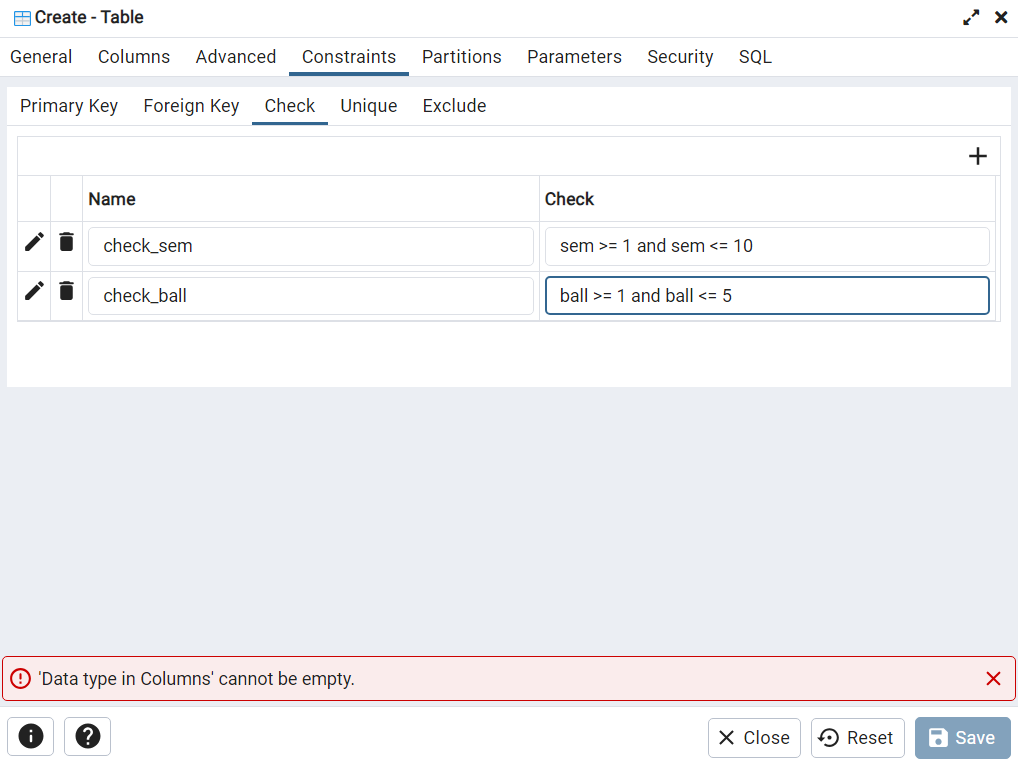 Create - Table
General Columns Advanced Constraints Partitions Parameters Security SQL
Primary Key Foreign Key Check Unique Exclude
Name Check
check_sem sem >= 1 and sem <= 10
check_ball ball >= 1 and ball <= 5
'Data type in Columns' cannot be empty.
Close Reset Save